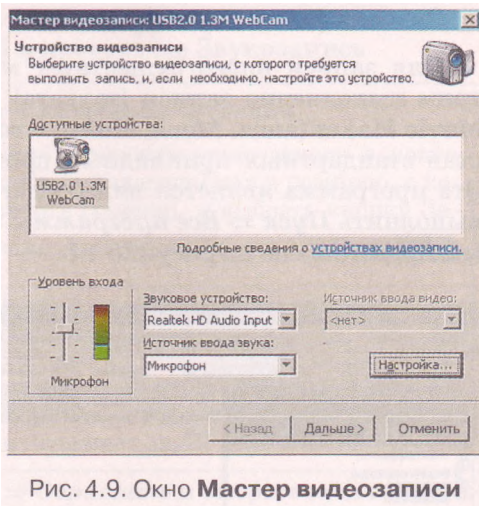 Мастер видеозаписи: USB2.0 1.3M WebCam
Устройство видеозаписи
Выберите устройство видеозаписи, с которого требуется
выполнить запись, и, если необходимо, настройте это устройство.
Доступные устройства:
USB2.0 1.3M
WebCam
Подробные сведения о устройствах видеозаписи.
Уровень входа
Микрофон
Звуковое устройство:
Realtek HD Audio Input
Источник ввода звука:
Микрофон
Источник ввода видео:
<нет>
Настройка...
< Назад Дальше > Отменить
Рис. 4.9. Окно Мастер видеозаписи